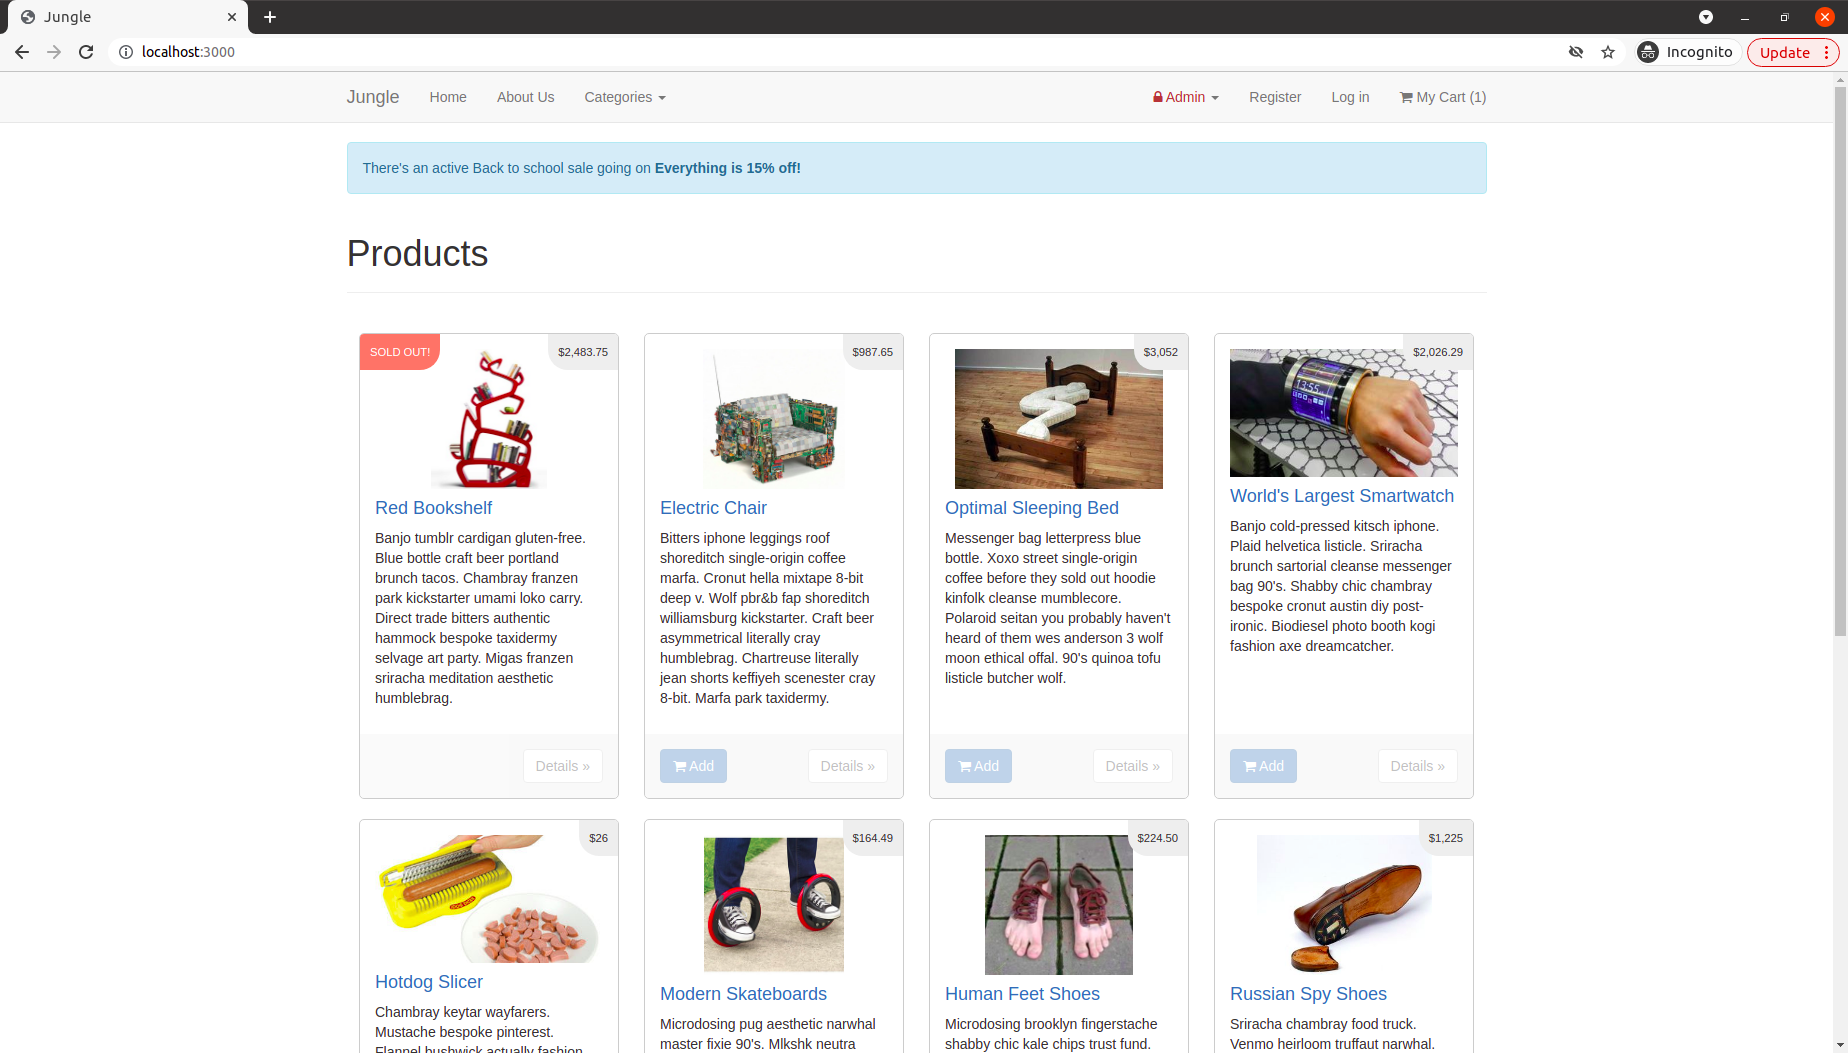 Jungle
localhost:3000
Incognito
Update
Jungle Home About Us Categories Admin Register Log in My Cart (1)
There's an active Back to school sale going on Everything is 15% off!
Products
SOLD OUT!
$2,483.75
Red Bookshelf
Banjo tumblr cardigan gluten-free.
Blue bottle craft beer portland
brunch tacos. Chambray franzen
park kickstarter umami loko carry.
Direct trade bitters authentic
hammock bespoke taxidermy
selvage art party. Migas franzen
sriracha meditation aesthetic
humblebrag.
Details »
$987.65
Electric Chair
Bitters iphone leggings roof
shoreditch single-origin coffee
marfa. Cronut hella mixtape 8-bit
deep v. Wolf pbr&b fap shoreditch
williamsburg kickstarter. Craft beer
asymmetrical literally cray
humblebrag. Chartreuse literally
jean shorts keffiyeh scenester cray
8-bit. Marfa park taxidermy.
Add
Details »
$3,052
Optimal Sleeping Bed
Messenger bag letterpress blue
bottle. Xoxo street single-origin
coffee before they sold out hoodie
kinfolk cleanse mumblecore.
Polaroid seitan you probably haven't
heard of them wes anderson 3 wolf
moon ethical offal. 90's quinoa tofu
listicle butcher wolf.
Add
Details »
$2,026.29
13:55
World's Largest Smartwatch
Banjo cold-pressed kitsch iphone.
Plaid helvetica listicle. Sriracha
brunch sartorial cleanse messenger
bag 90's. Shabby chic chambray
bespoke cronut austin diy post-
ironic. Biodiesel photo booth kogi
fashion axe dreamcatcher.
Add
Details »
$26
Hotdog Slicer
Chambray keytar wayfarers.
Mustache bespoke pinterest.
Flannel bushwick actually fashion
$164.49
Modern Skateboards
Microdosing pug aesthetic narwhal
master fixie 90's. Mlkshk neutra
$224.50
Human Feet Shoes
Microdosing brooklyn fingerstache
shabby chic kale chips trust fund.
$1,225
Russian Spy Shoes
Sriracha chambray food truck.
Venmo heirloom truffaut narwhal.